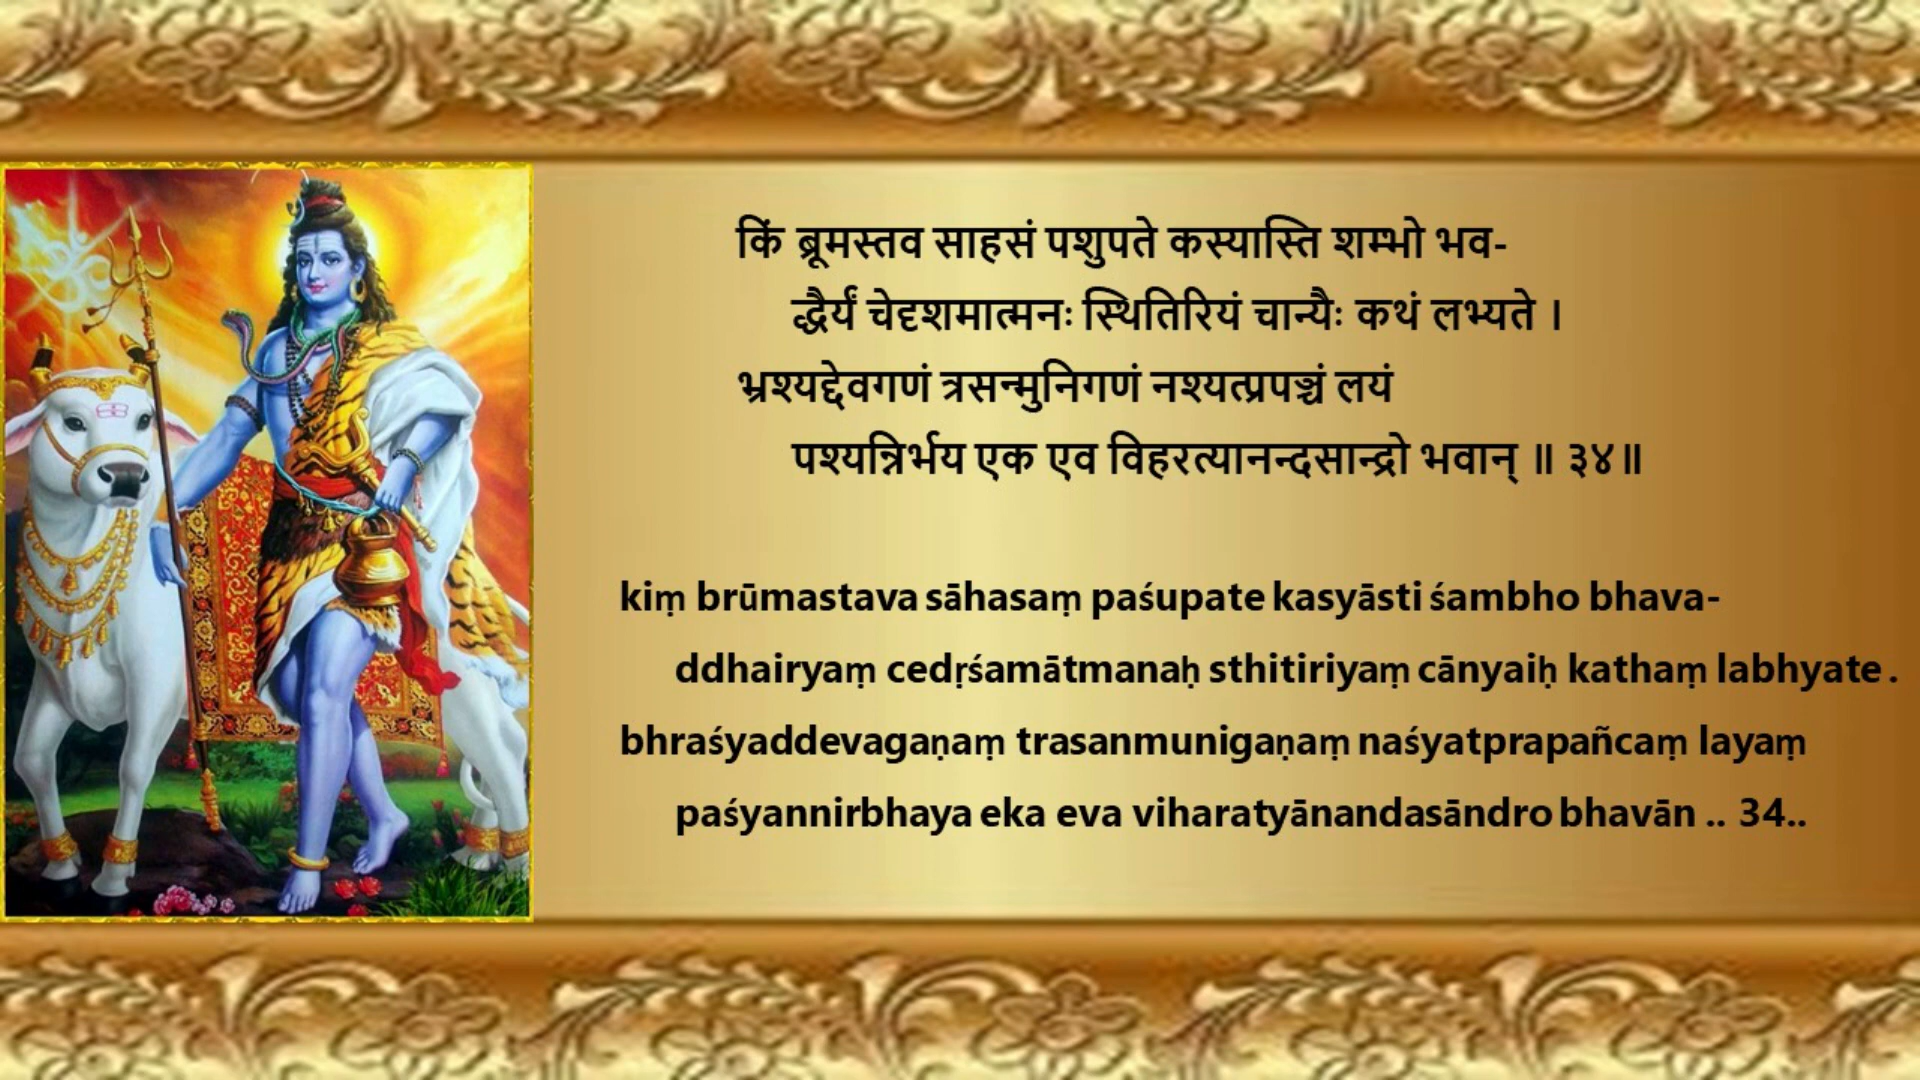 किं ब्रूमस्तव साहसं पशुपते कस्यास्ति शम्भो भव-
द्धैर्यं चेदृशमात्मनः स्थितिरियं चान्यैः कथं लभ्यते ।
भ्रश्यद्देवगणं त्रसन्मुनिगणं नश्यत्प्रपञ्चं लयं
पश्यन्निर्भय एक एव विहरत्यानन्दसान्द्रो भवान् ॥ ३४॥
kiṃ brūmastava sāhasaṃ paśupate kasyāsti śambho bhava-
ddhairyaṃ cedṛśamātmanaḥ sthitiriyaṃ cānyaiḥ kathaṃ labhyate .
bhraśyaddevagaṇaṃ trasanmunigaṇaṃ naśyatprapañcaṃ layaṃ
paśyannirbhaya eka eva viharatyānandasāndro bhavān .. 34..